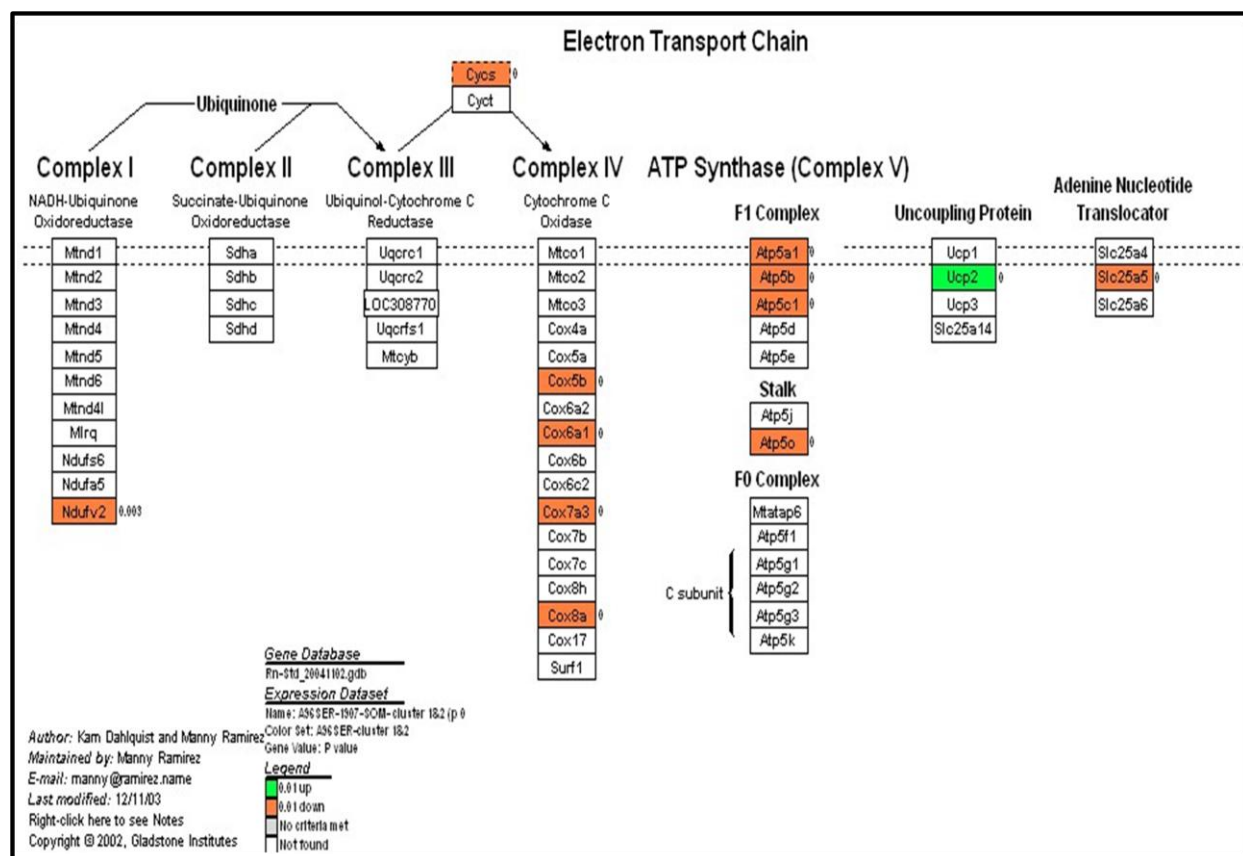 Electron Transport Chain
Cycs 0
Cyct
Ubiquinone
Complex I
NADH-Ubiquinone
Oxidoreductase
Mtnd1
Mtnd2
Mtnd3
Mtnd4
Mtnd5
Mtnd6
Mtnd4l
Mlrq
Ndufs6
Ndufa5
Ndufv2 0.003
Complex II
Succinate-Ubiquinone
Oxidoreductase
Sdha
Sdhb
Sdhc
Sdhd
Complex III
Ubiquinol-Cytochrome C
Reductase
Uqcrc1
Uqcrc2
LOC308770
Uqcrfs1
Mtcyb
Complex IV
Cytochrome C
Oxidase
Mtco1
Mtco2
Mtco3
Cox4a
Cox5a
Cox5b 0
Cox6a2
Cox6a1 0
Cox6b
Cox6c2
Cox7a3 0
Cox7b
Cox7c
Cox8h
Cox8a 0
Cox17
Surf1
ATP Synthase (Complex V)
F1 Complex
Atp5a1 0
Atp5b 0
Atp5c1 0
Atp5d
Atp5e
Stalk
Atp5j
Atp5o 0
F0 Complex
Mtatap6
Atp5f1
Atp5g1
Atp5g2
Atp5g3
Atp5k
C subunit
Uncoupling Protein
Ucp1
Ucp2 0
Ucp3
Slc25a14
Adenine Nucleotide
Translocator
Slc25a4
Slc25a5 0
Slc25a6
Gene Database
Rn-Std_20041102.gdb
Expression Dataset
Name: A96SER-1907-SOM-cluster 1&2 (p 0
Color Set: A96SER-cluster 1&2
Gene Value: P value
Legend
0.01 up
0.01 down
No criteria met
Not found
Author: Kam Dahlquist and Manny Ramirez
Maintained by: Manny Ramirez
E-mail: manny@ramirez.name
Last modified: 12/11/03
Right-click here to see Notes
Copyright © 2002, Gladstone Institutes